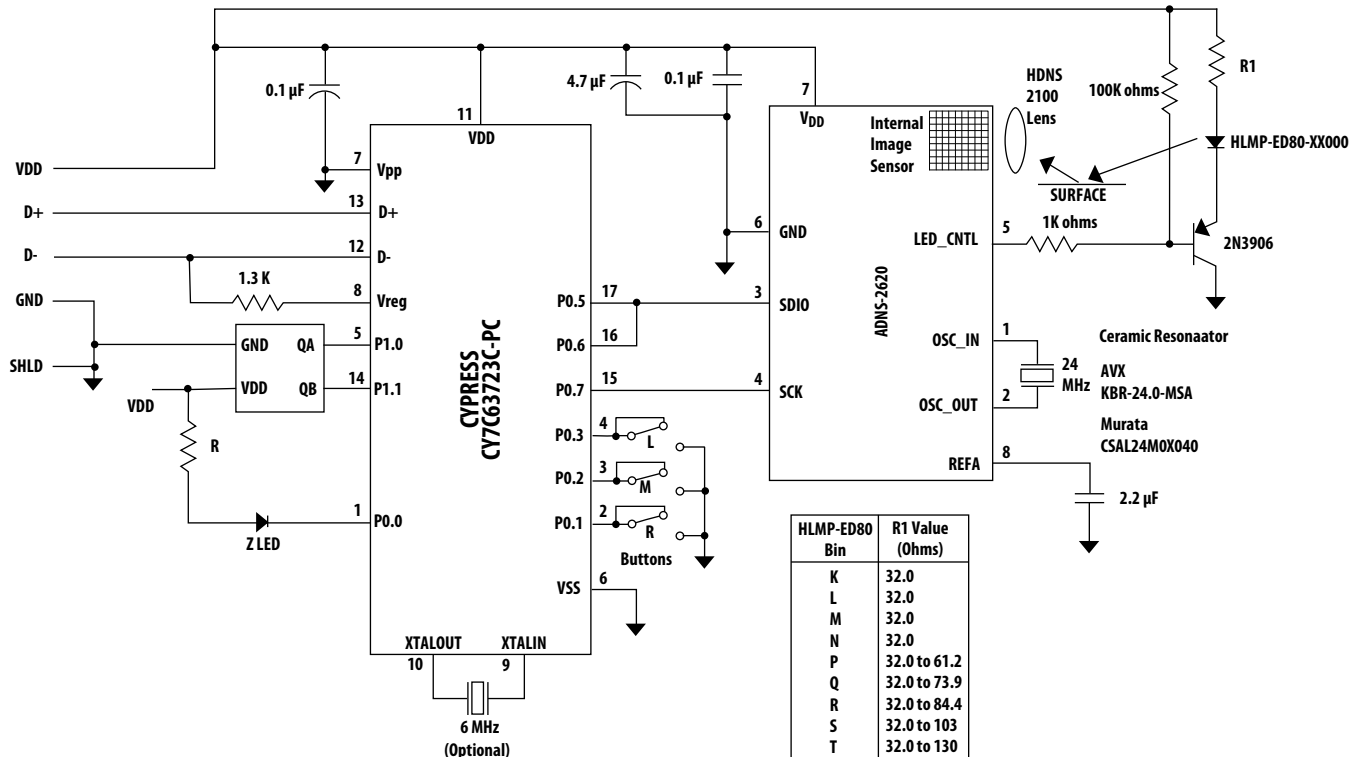 VDD
D+
D-
GND
SHLD
0.1 µF
4.7 µF
0.1 µF
11
VDD
7
Vpp
13
D+
12
D-
1.3 K
8
Vreg
GND
QA
5
P1.0
VDD
QB
14
P1.1
VDD
R
Z LED
1
P0.0
CYPRESS
CY7C63723C-PC
P0.5
17
P0.6
16
P0.7
15
P0.3
4
L
P0.2
3
M
P0.1
2
R
Buttons
VSS
6
XTALOUT
XTALIN
10
9
6 MHz
(Optional)
7
VDD
Internal
Image
Sensor
HDNS
2100
Lens
6
GND
LED_CNTL
5
3
SDIO
ADNS-2620
4
SCK
OSC_IN
1
OSC_OUT
2
REFA
8
SURFACE
1K ohms
100K ohms
R1
HLMP-ED80-XX000
2N3906
24
MHz
Ceramic Resonaator
AVX
KBR-24.0-MSA
Murata
CSAL24M0X040
2.2 µF
HLMP-ED80 Bin R1 Value (Ohms)
K 32.0
L 32.0
M 32.0
N 32.0
P 32.0 to 61.2
Q 32.0 to 73.9
R 32.0 to 84.4
S 32.0 to 103
T 32.0 to 130